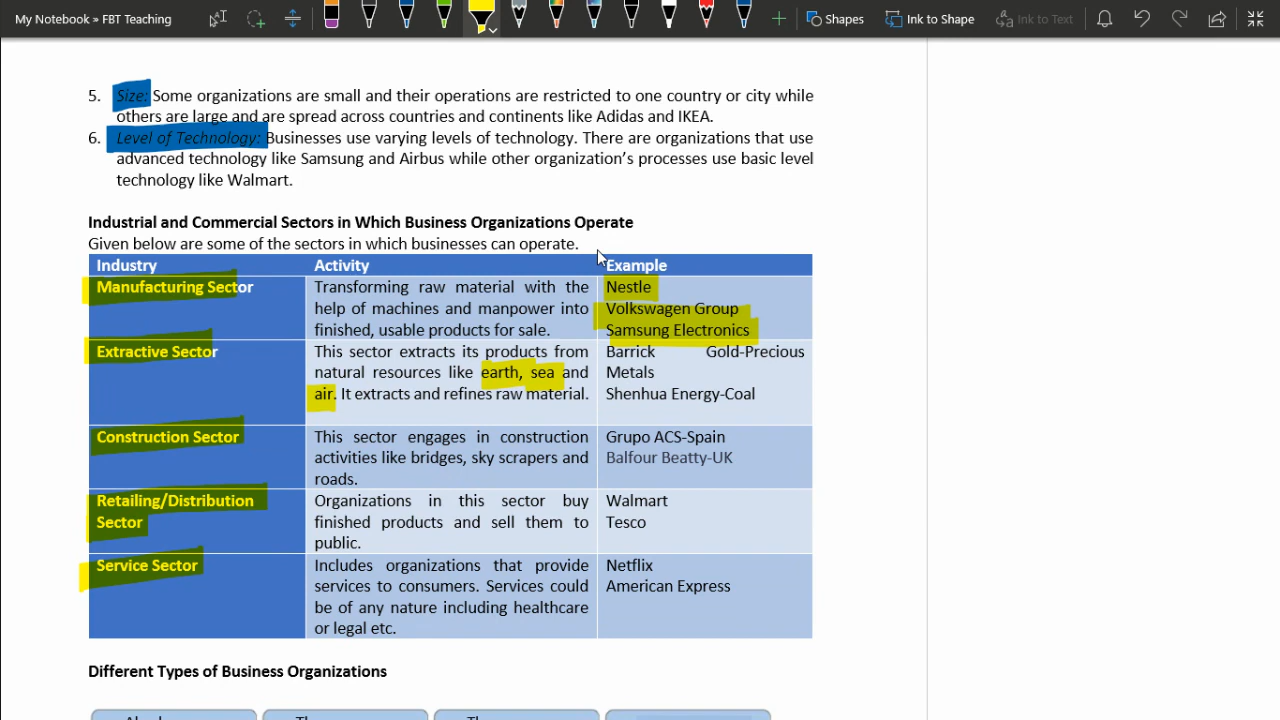 My Notebook » FBT Teaching
Shapes
Ink to Shape
Ink to Text
5. Size: Some organizations are small and their operations are restricted to one country or city while
others are large and are spread across countries and continents like Adidas and IKEA.
6. Level of Technology: Businesses use varying levels of technology. There are organizations that use
advanced technology like Samsung and Airbus while other organization's processes use basic level
technology like Walmart.
Industrial and Commercial Sectors in Which Business Organizations Operate
Given below are some of the sectors in which businesses can operate.
Industry
Activity
Example
Manufacturing Sector
Transforming raw material with the
help of machines and manpower into
finished, usable products for sale.
Nestle
Volkswagen Group
Samsung Electronics
Extractive Sector
This sector extracts its products from
natural resources like earth, sea and
air. It extracts and refines raw material.
Barrick Gold-Precious
Metals
Shenhua Energy-Coal
Construction Sector
This sector engages in construction
activities like bridges, sky scrapers and
roads.
Grupo ACS-Spain
Balfour Beatty-UK
Retailing/Distribution
Sector
Organizations in this sector buy
finished products and sell them to
public.
Walmart
Tesco
Service Sector
Includes organizations that provide
services to consumers. Services could
be of any nature including healthcare
or legal etc.
Netflix
American Express
Different Types of Business Organizations